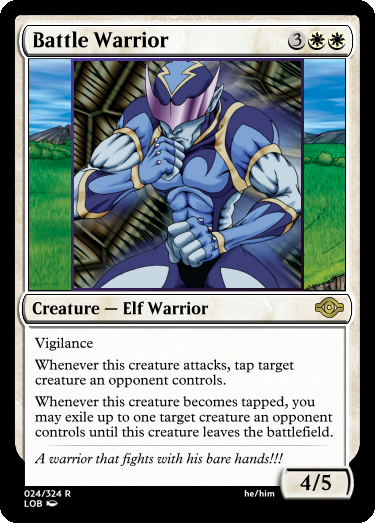 Battle Warrior 3
Creature — Elf Warrior
Vigilance
Whenever this creature attacks, tap target
creature an opponent controls.
Whenever this creature becomes tapped, you
may exile up to one target creature an opponent
controls until this creature leaves the battlefield.
A warrior that fights with his bare hands!!!
4/5
024/324 R he/him
LOB